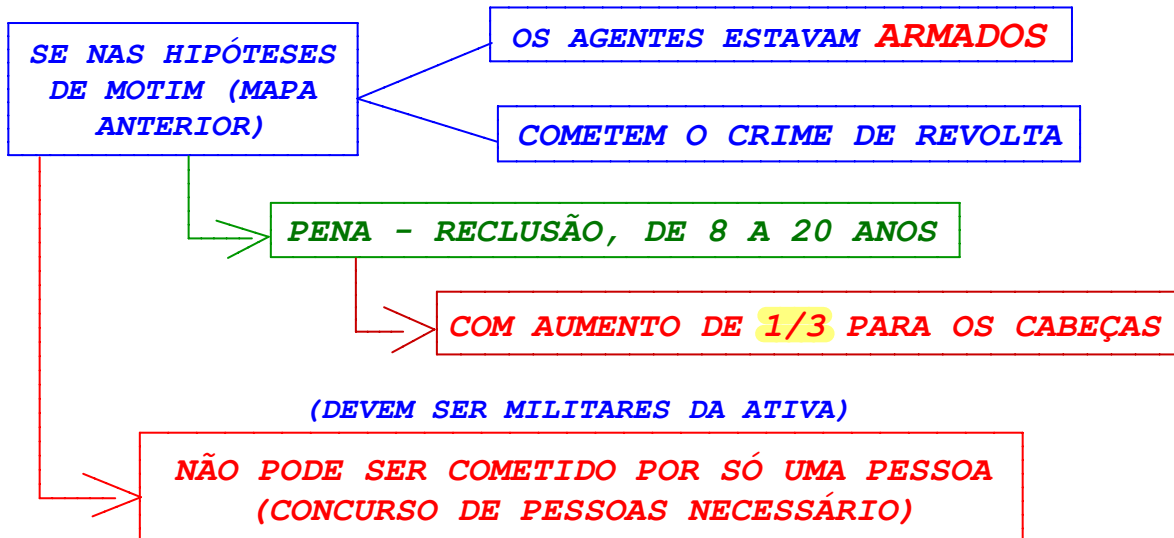 SE NAS HIPÓTESES
DE MOTIM (MAPA
ANTERIOR)
OS AGENTES ESTAVAM ARMADOS
COMETEM O CRIME DE REVOLTA
PENA - RECLUSÃO, DE 8 A 20 ANOS
COM AUMENTO DE 1/3 PARA OS CABEÇAS
(DEVEM SER MILITARES DA ATIVA)
NÃO PODE SER COMETIDO POR SÓ UMA PESSOA
(CONCURSO DE PESSOAS NECESSÁRIO)